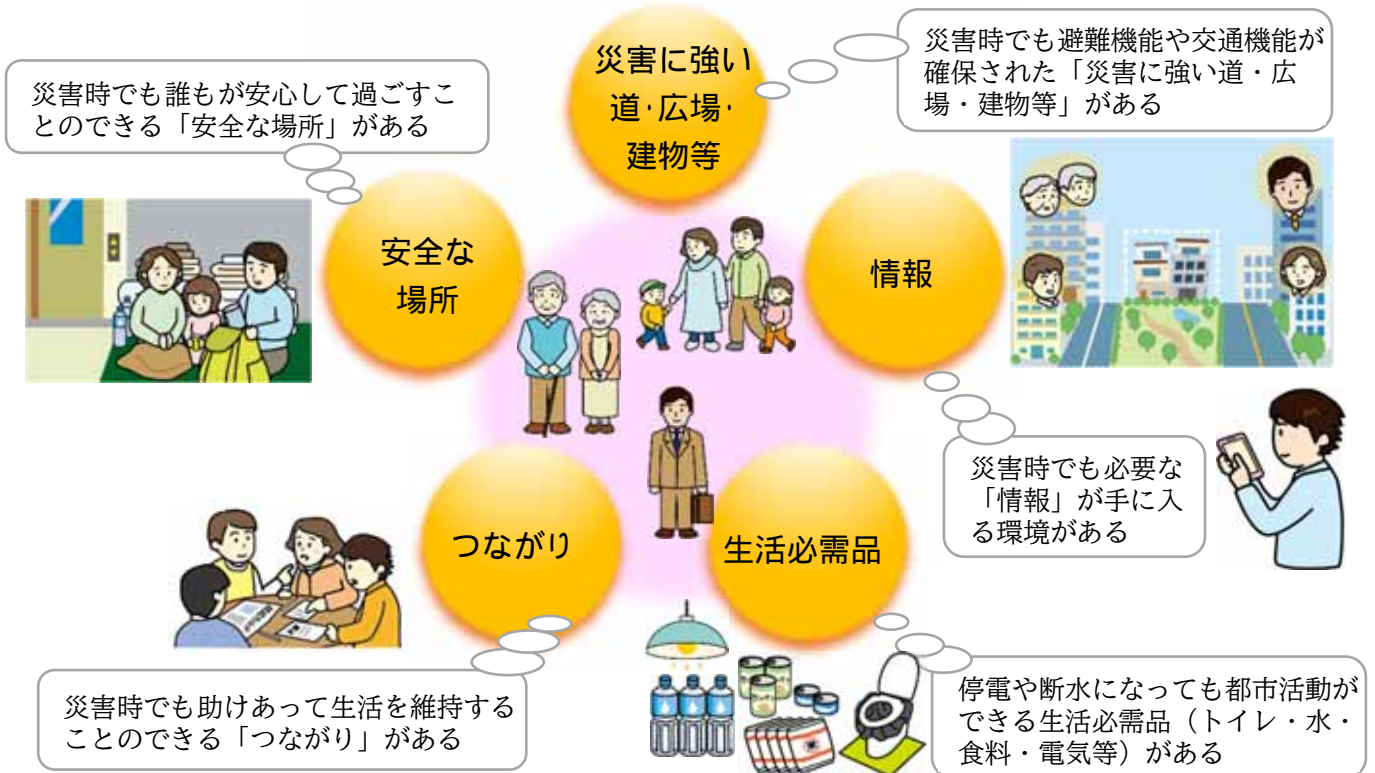 災害に強い
道・広場・
建物等
災害時でも避難機能や交通機能が
確保された「災害に強い道・広
場・建物等」がある
災害時でも誰もが安心して過ごすこ
とのできる「安全な場所」がある
安全な
場所
情報
災害時でも必要な
「情報」が手に入
る環境がある
つながり
生活必需品
災害時でも助けあって生活を維持する
ことのできる「つながり」がある
停電や断水になっても都市活動が
できる生活必需品（トイレ・水・
食料・電気等）がある